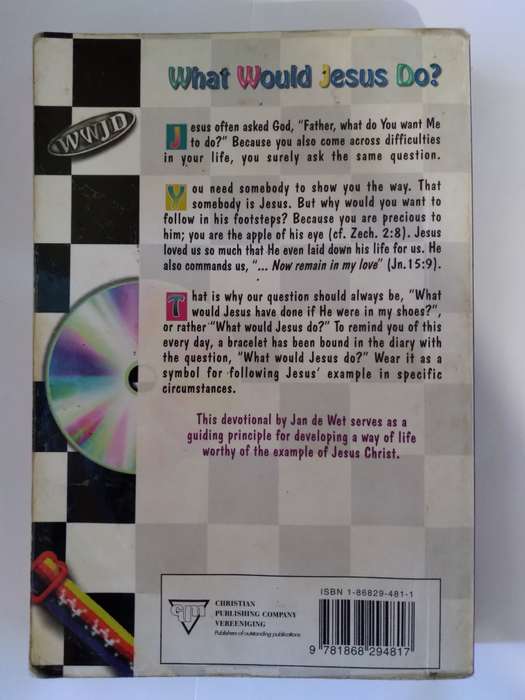 What Would Jesus Do?
WWJD
Jesus often asked God, "Father, what do You want Me
to do?" Because you also come across difficulties
in your life, you surely ask the same question.
You need somebody to show you the way. That
somebody is Jesus. But why would you want to
follow in his footsteps? Because you are precious to
him; you are the apple of his eye (cf. Zech. 2:8). Jesus
loved us so much that He even laid down his life for us. He
also commands us, "... Now remain in my love" (Jn.15:9).
That is why our question should always be, "What
would Jesus have done if He were in my shoes?",
or rather "What would Jesus do?" To remind you of this
every day, a bracelet has been bound in the diary with
the question, "What would Jesus do?" Wear it as a
symbol for following Jesus' example in specific
circumstances.
This devotional by Jan de Wet serves as a
guiding principle for developing a way of life
worthy of the example of Jesus Christ.
cum
CHRISTIAN
PUBLISHING COMPANY
VEREENIGING
Publishers of outstanding publications
ISBN 1-86829-481-1
9 781868 294817